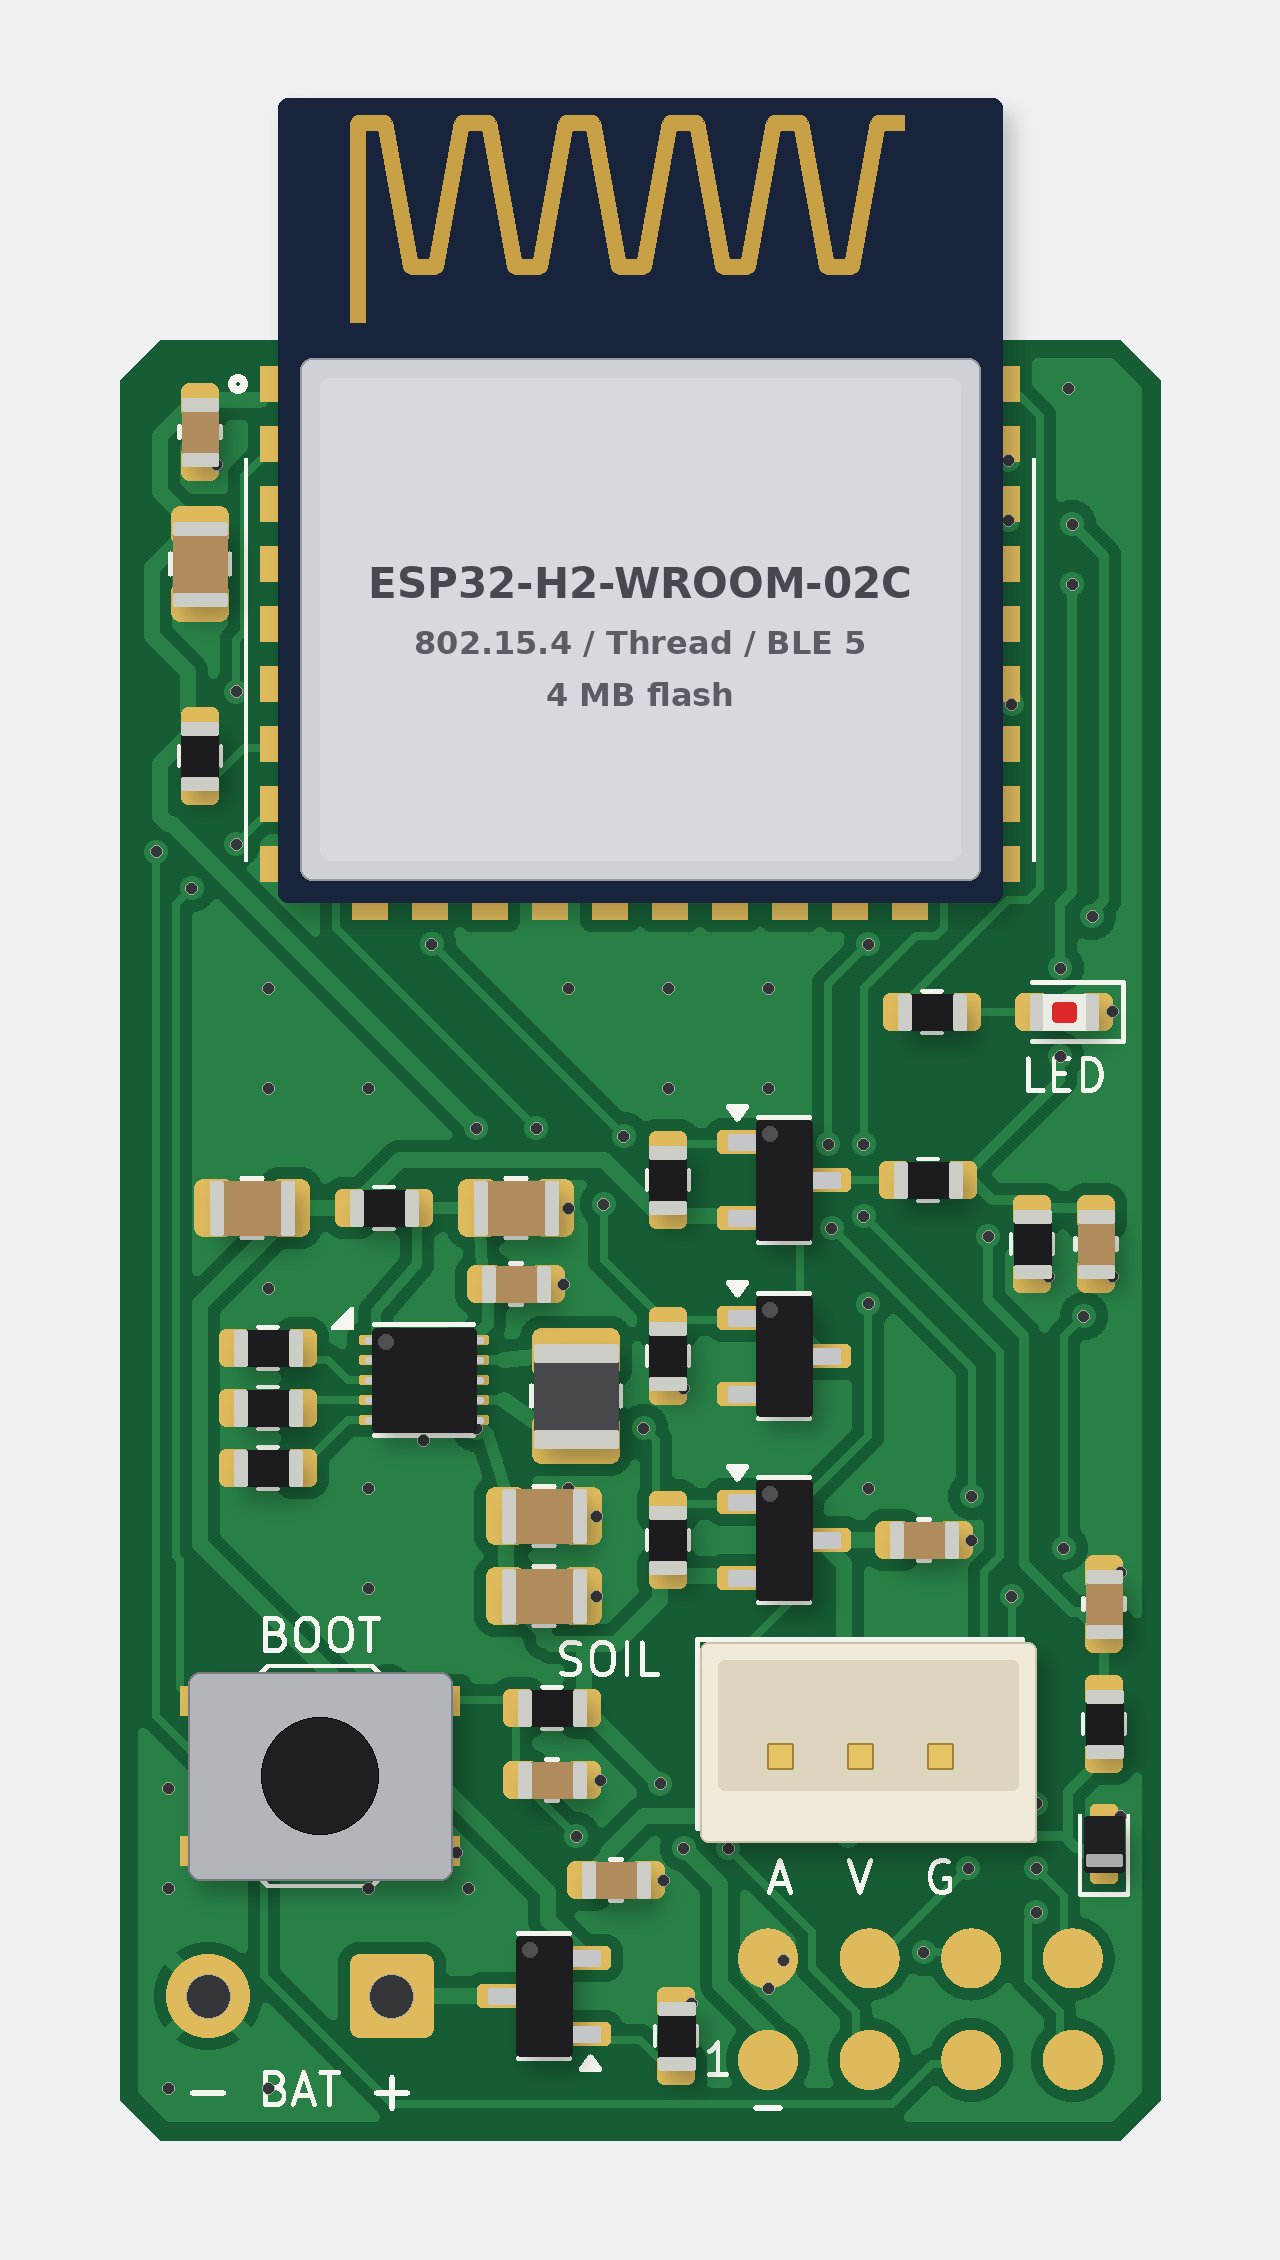 ESP32-H2-WROOM-02C
802.15.4 / Thread / BLE 5
4 MB flash
LED
BOOT
SOIL
A V G
1
− BAT +